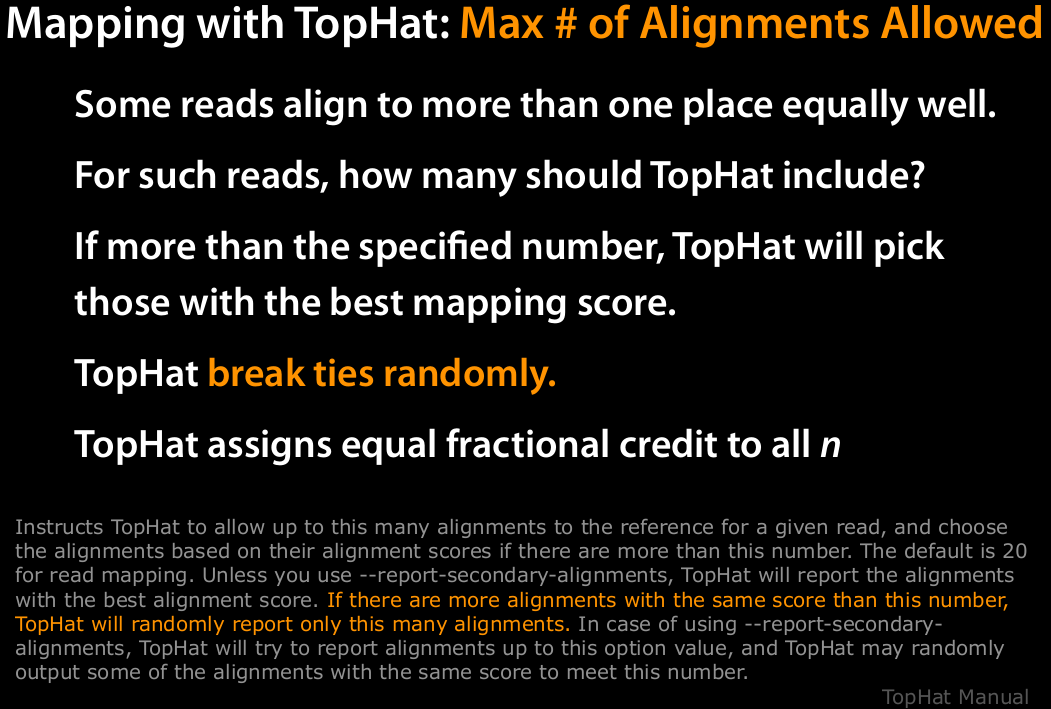 Mapping with TopHat: Max # of Alignments Allowed
Some reads align to more than one place equally well.
For such reads, how many should TopHat include?
If more than the specified number, TopHat will pick
those with the best mapping score.
TopHat break ties randomly.
TopHat assigns equal fractional credit to all n
Instructs TopHat to allow up to this many alignments to the reference for a given read, and choose
the alignments based on their alignment scores if there are more than this number. The default is 20
for read mapping. Unless you use --report-secondary-alignments, TopHat will report the alignments
with the best alignment score. If there are more alignments with the same score than this number,
TopHat will randomly report only this many alignments. In case of using --report-secondary-
alignments, TopHat will try to report alignments up to this option value, and TopHat may randomly
output some of the alignments with the same score to meet this number.
TopHat Manual